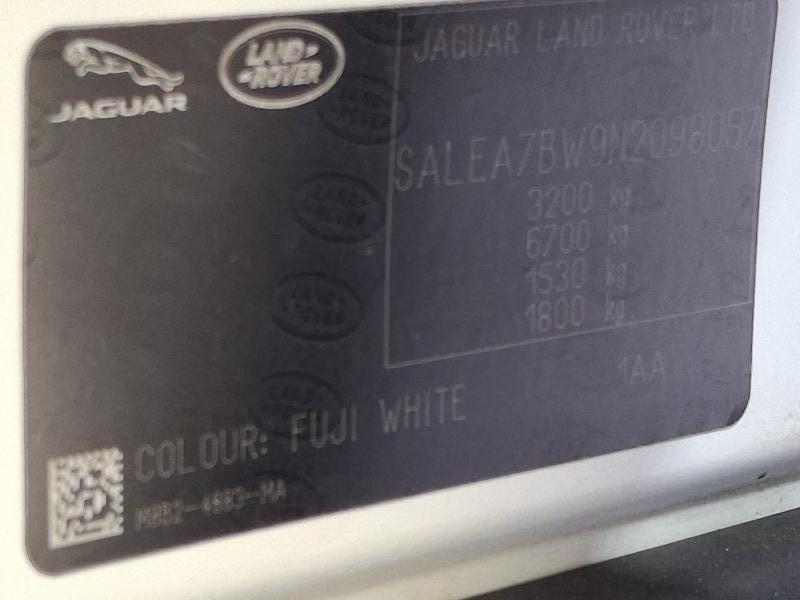 JAGUAR
LAND ROVER
JAGUAR LAND ROVER LTD
SALEA7BW9N2098057
3200 kg
6700 kg
1530 kg
1800 kg
1AA
COLOUR: FUJI WHITE